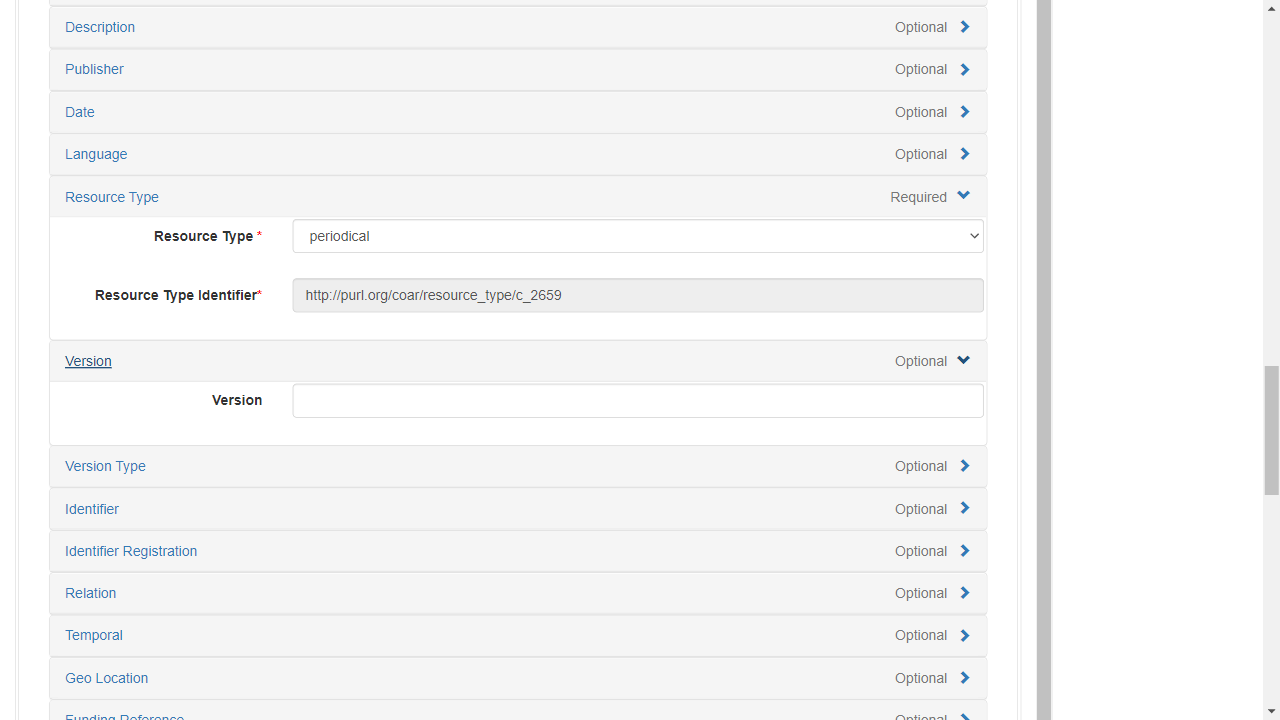 Description Optional
Publisher Optional
Date Optional
Language Optional
Resource Type Required
Resource Type * periodical
Resource Type Identifier* http://purl.org/coar/resource_type/c_2659
Version Optional
Version
Version Type Optional
Identifier Optional
Identifier Registration Optional
Relation Optional
Temporal Optional
Geo Location Optional
Funding Reference Optional